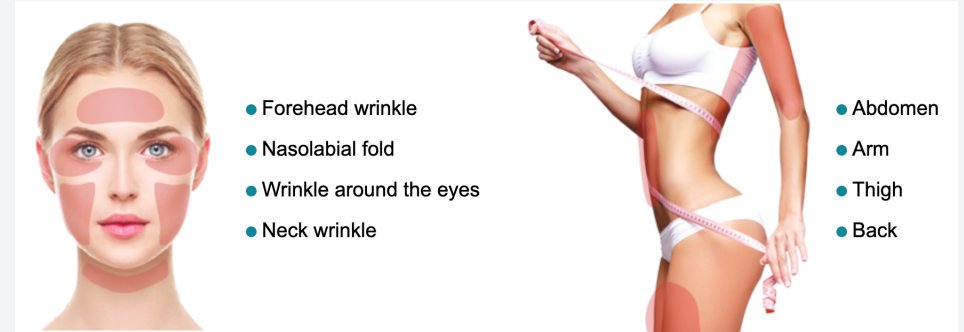 Forehead wrinkle
Nasolabial fold
Wrinkle around the eyes
Neck wrinkle
Abdomen
Arm
Thigh
Back